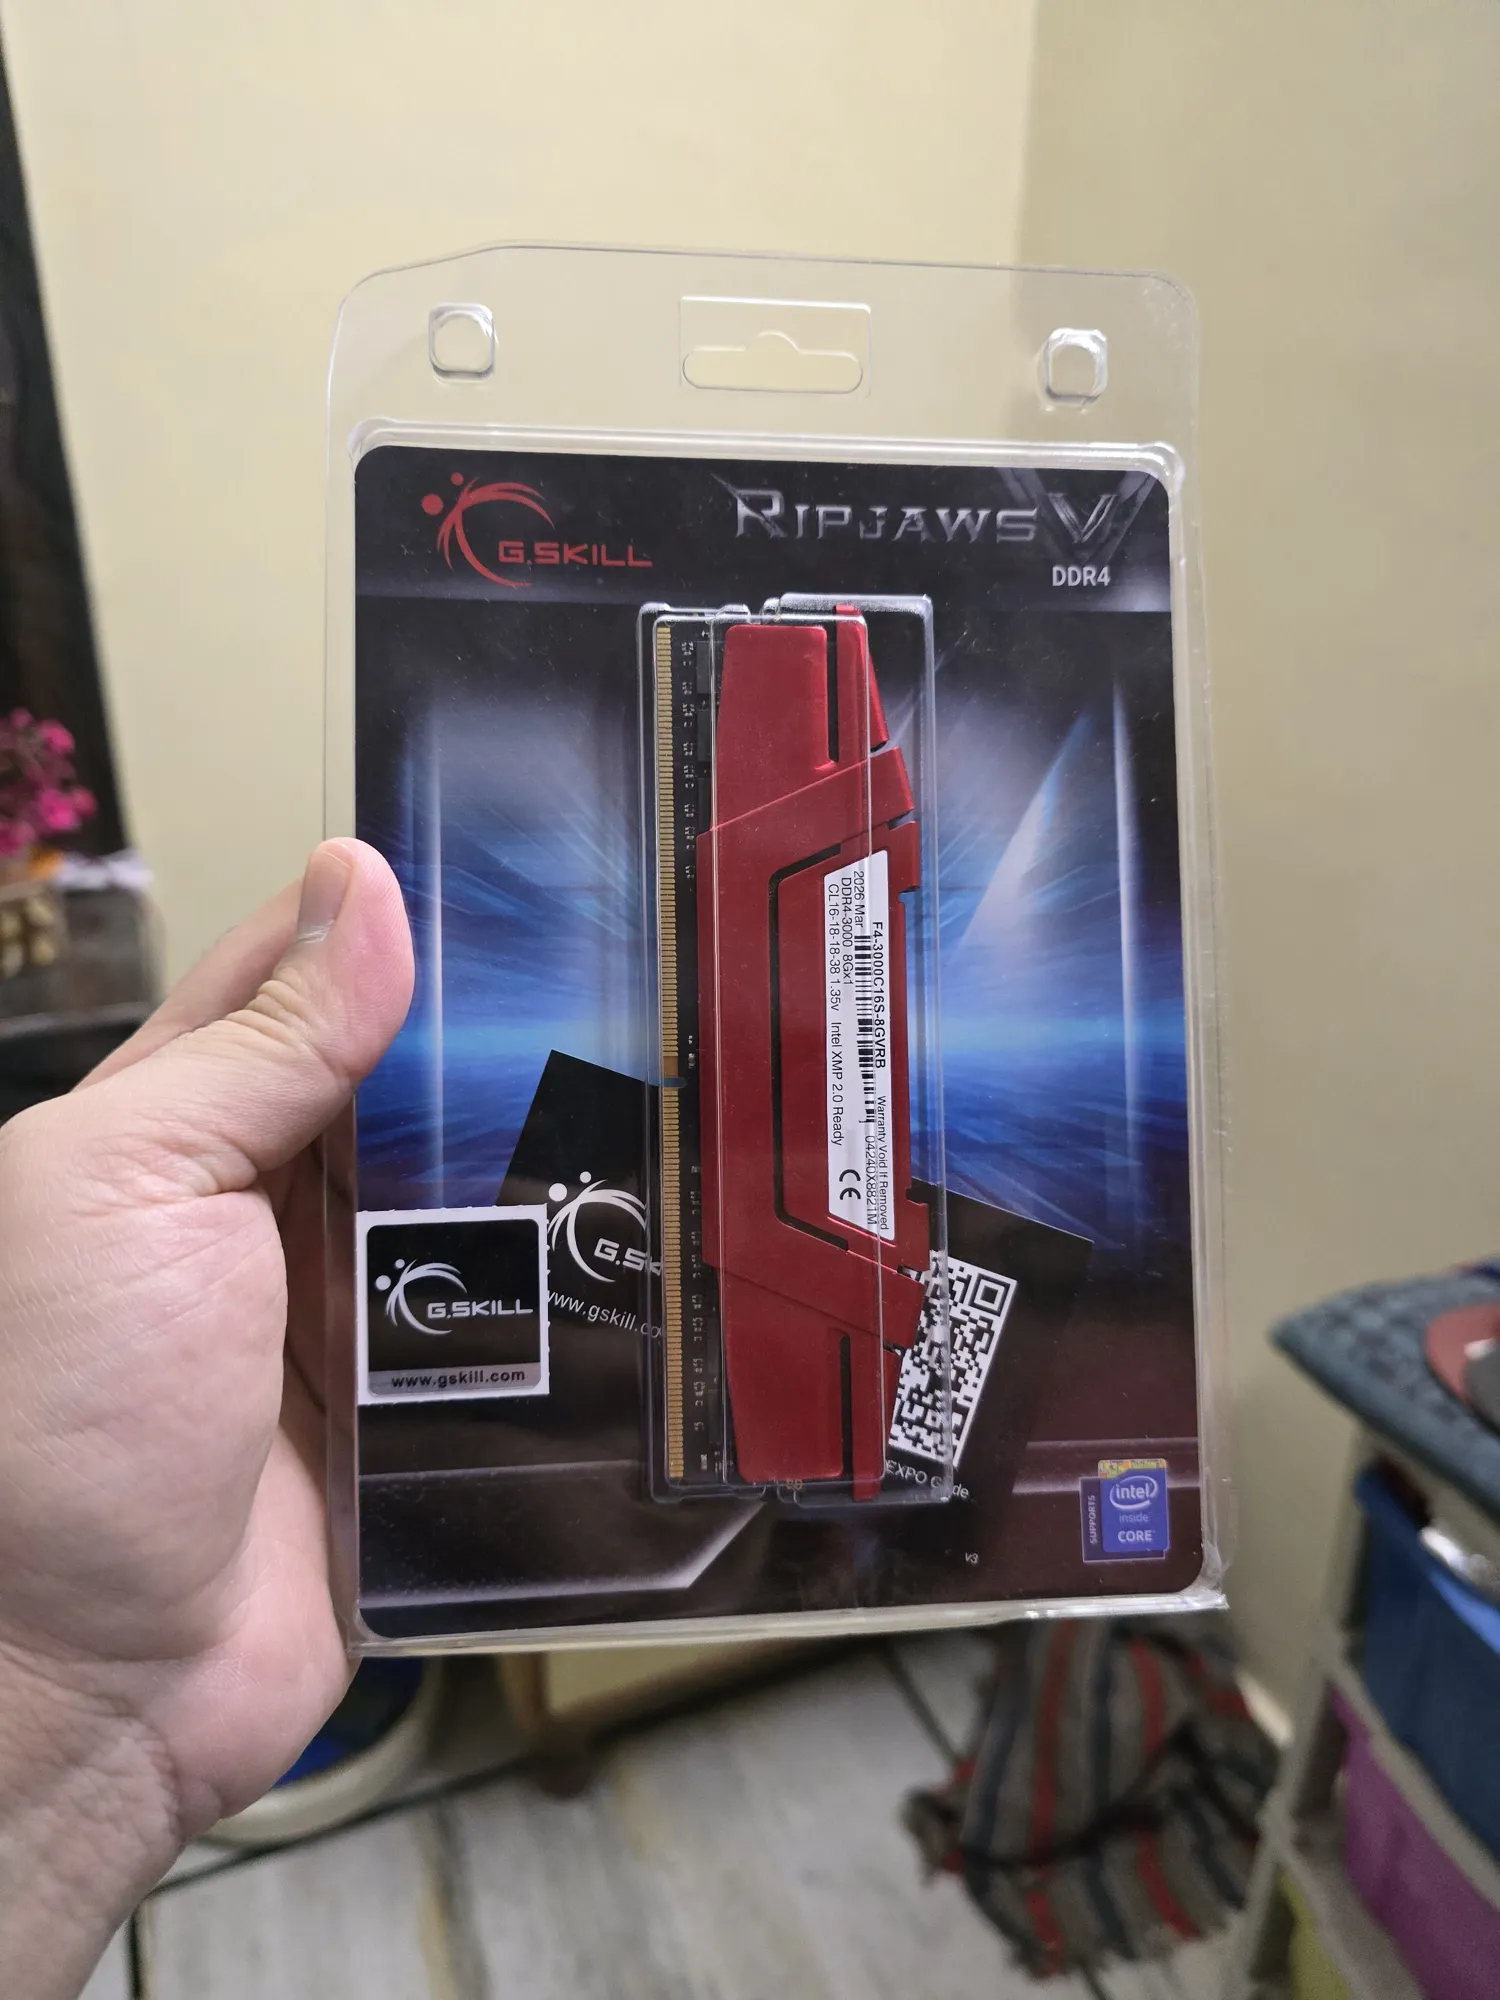 G.SKILL
RIPJAWS V
DDR4
F4-3000C16S-8GVRB
Warranty Void If Removed
2026 Mar
04240X8821M
DDR4-3000 8Gx1
CL16-18-18-38 1.35v Intel XMP 2.0 Ready
CE
G.SK
www.gskill.co
G.SKILL
www.gskill.com
EXPO
v3
SUPPORTS
intel
inside
CORE